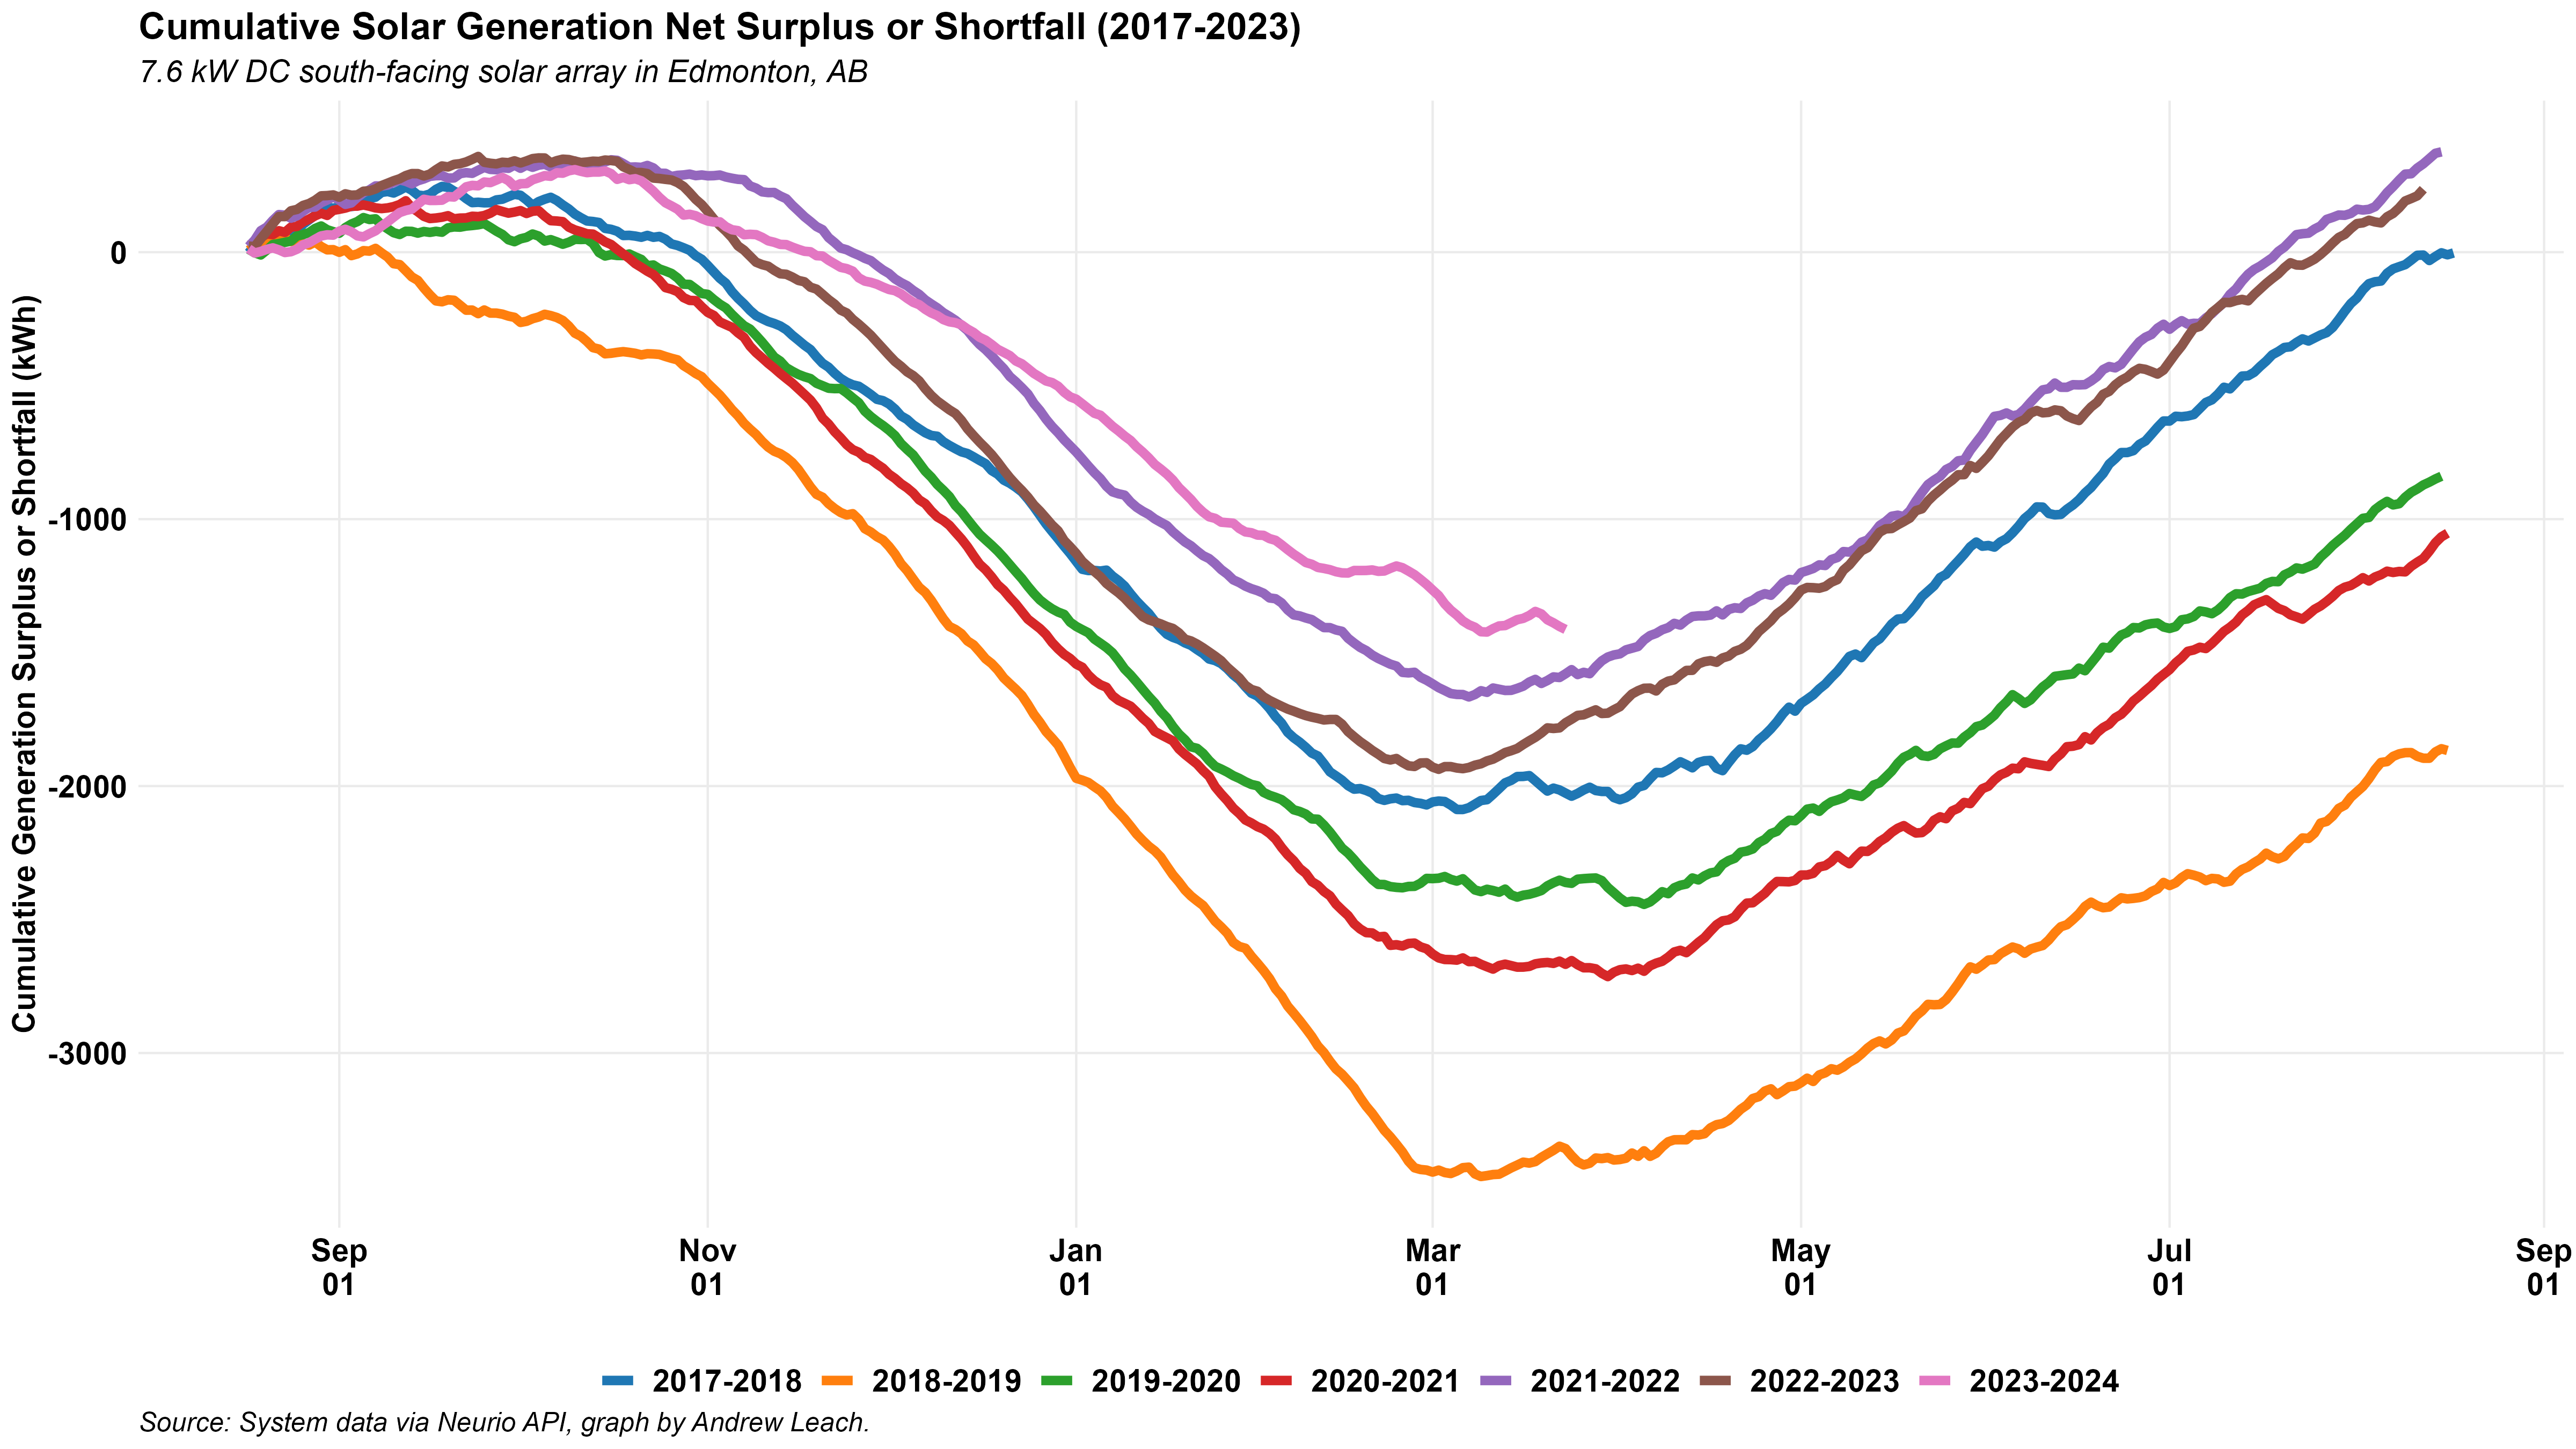 Cumulative Solar Generation Net Surplus or Shortfall (2017-2023)
7.6 kW DC south-facing solar array in Edmonton, AB
Cumulative Generation Surplus or Shortfall (kWh)
0
-1000
-2000
-3000
Sep
01
Nov
01
Jan
01
Mar
01
May
01
Jul
01
Sep
01
2017-2018
2018-2019
2019-2020
2020-2021
2021-2022
2022-2023
2023-2024
Source: System data via Neurio API, graph by Andrew Leach.